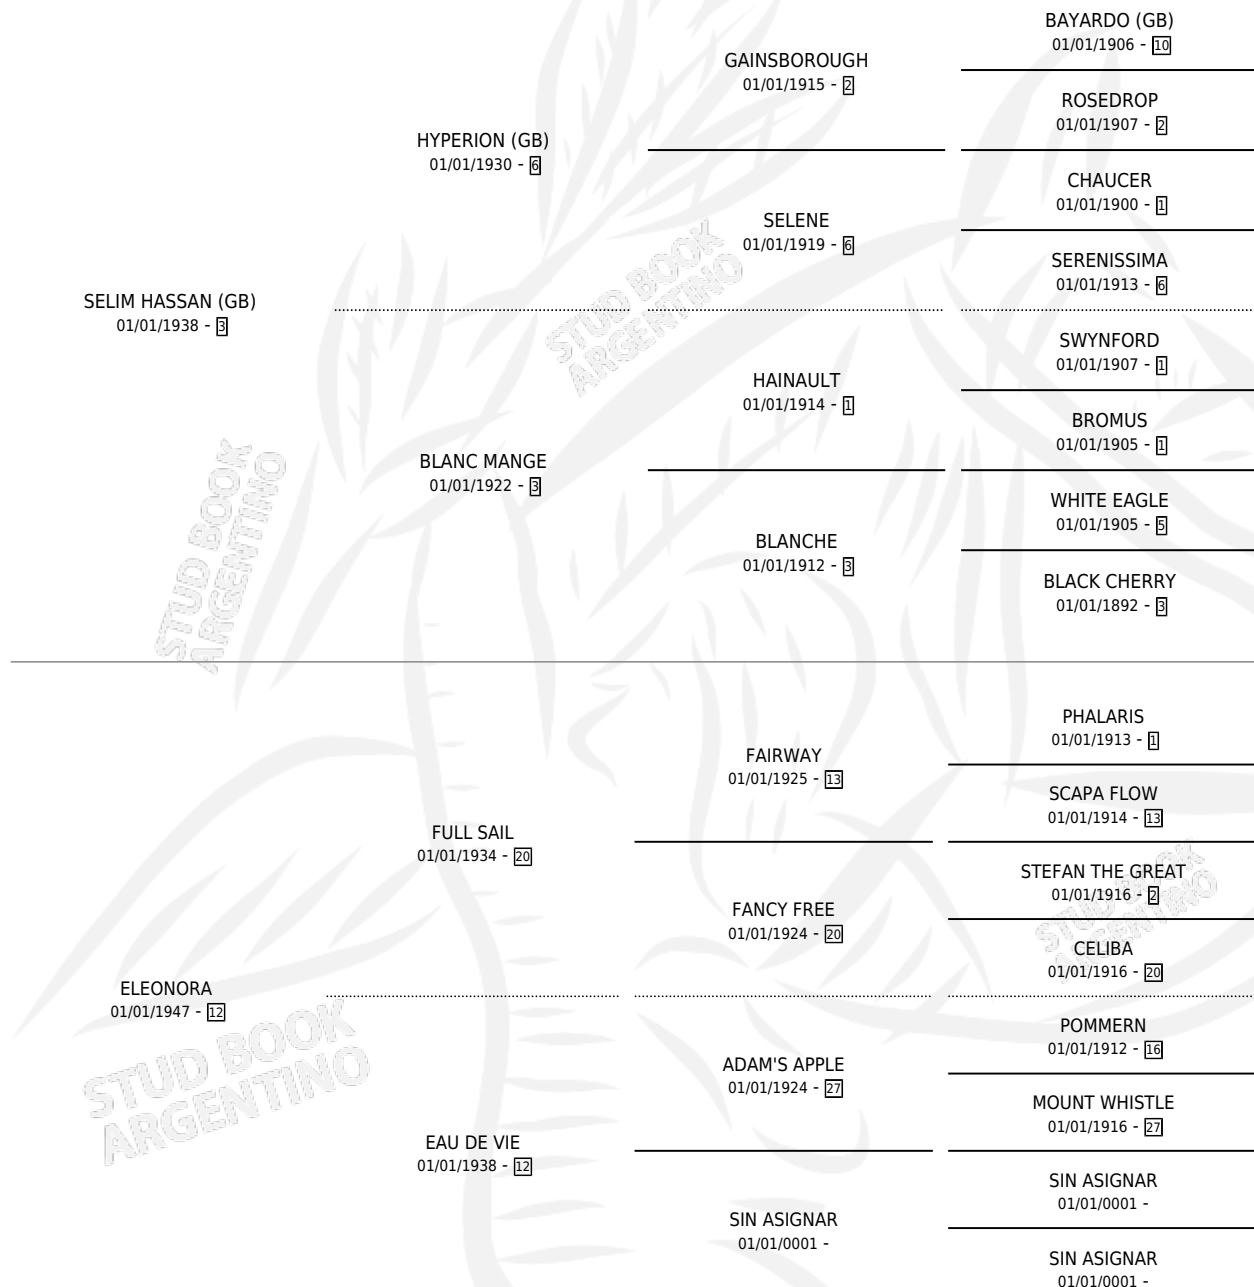 BAYARDO (GB)
01/01/1906 - 10
GAINSBOROUGH
01/01/1915 - 2
ROSEDROP
01/01/1907 - 2
HYPERION (GB)
01/01/1930 - 6
CHAUCER
01/01/1900 - 1
SELENE
01/01/1919 - 6
SERENISSIMA
01/01/1913 - 6
SELIM HASSAN (GB)
01/01/1938 - 3
SWYNFORD
01/01/1907 - 1
HAINAULT
01/01/1914 - 1
BROMUS
01/01/1905 - 1
BLANC MANGE
01/01/1922 - 3
WHITE EAGLE
01/01/1905 - 5
BLANCHE
01/01/1912 - 3
BLACK CHERRY
01/01/1892 - 3
PHALARIS
01/01/1913 - 1
FAIRWAY
01/01/1925 - 13
SCAPA FLOW
01/01/1914 - 13
FULL SAIL
01/01/1934 - 20
STEFAN THE GREAT
01/01/1916 - 2
FANCY FREE
01/01/1924 - 20
CELIBA
01/01/1916 - 20
ELEONORA
01/01/1947 - 12
POMMERN
01/01/1912 - 16
ADAM'S APPLE
01/01/1924 - 27
MOUNT WHISTLE
01/01/1916 - 27
EAU DE VIE
01/01/1938 - 12
SIN ASIGNAR
01/01/0001 -
SIN ASIGNAR
01/01/0001 -
SIN ASIGNAR
01/01/0001 -
STUD BOOK
ARGENTINO
STUD BOOK
ARGENTINO
STUD BOOK
ARGENTINO
STUD BOOK
ARGENTINO